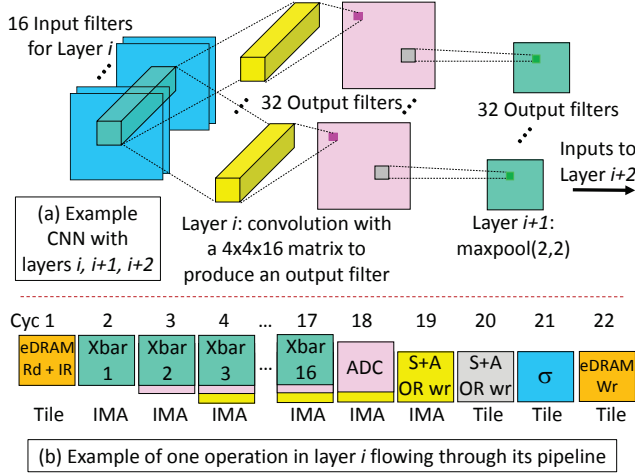 16 Input filters
for Layer i
32 Output filters
32 Output filters
Inputs to
Layer i+2
(a) Example
CNN with
layers i, i+1, i+2
Layer i: convolution with
a 4x4x16 matrix to
produce an output filter
Layer i+1:
maxpool(2,2)
Cyc 1 2 3 4 ... 17 18 19 20 21 22
eDRAM
Rd + IR
Xbar
1
Xbar
2
Xbar
3
...
Xbar
16
ADC
S+A
OR wr
S+A
OR wr
σ
eDRAM
Wr
Tile IMA IMA IMA IMA IMA IMA Tile Tile Tile
(b) Example of one operation in layer i flowing through its pipeline